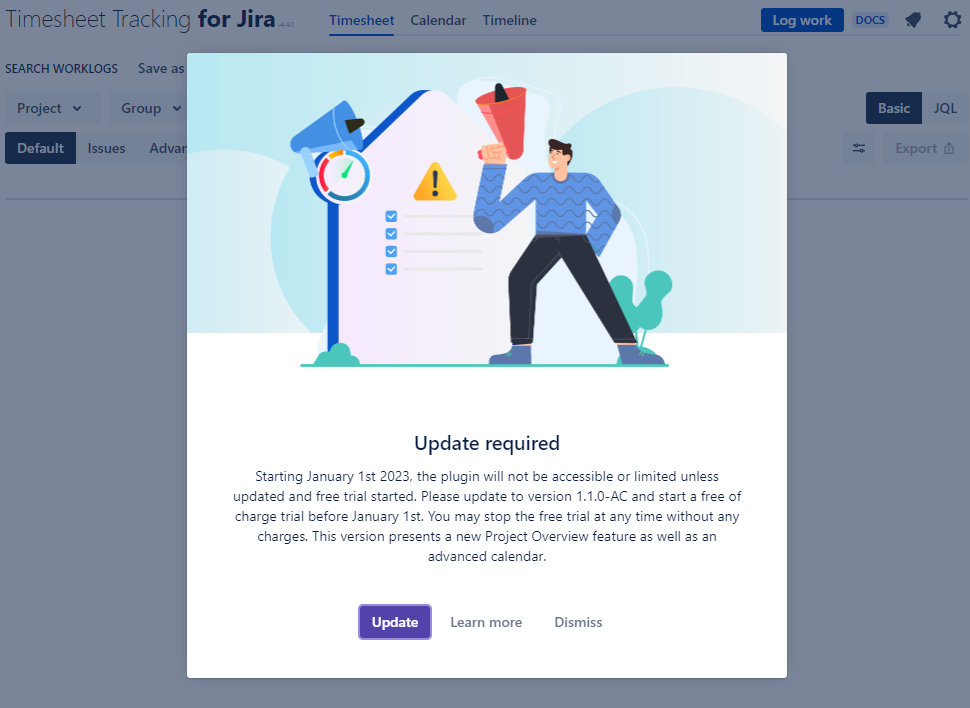 Timesheet Tracking for Jira
Timesheet Calendar Timeline
Log work DOCS
SEARCH WORKLOGS Save as
Project Group
Basic JQL
Default Issues Advan
Export
Update required
Starting January 1st 2023, the plugin will not be accessible or limited unless
updated and free trial started. Please update to version 1.1.0-AC and start a free of
charge trial before January 1st. You may stop the free trial at any time without any
charges. This version presents a new Project Overview feature as well as an
advanced calendar.
Update Learn more Dismiss